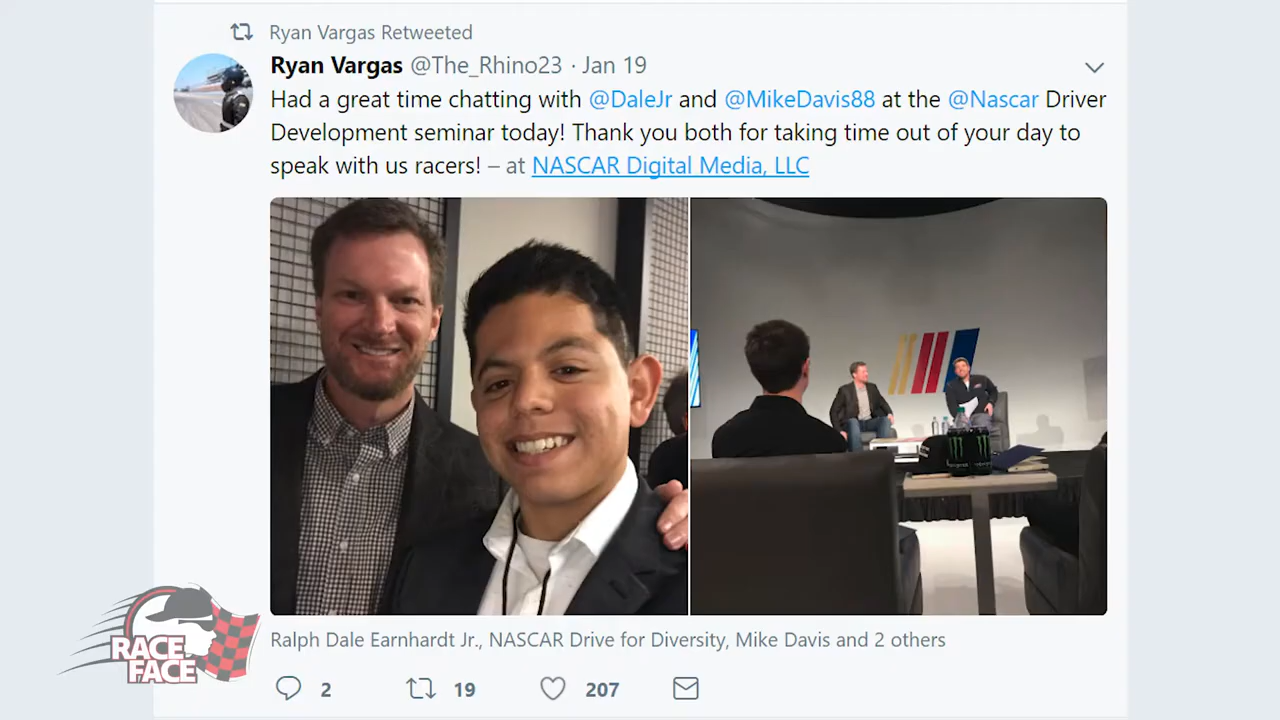 Ryan Vargas Retweeted
Ryan Vargas @The_Rhino23 · Jan 19
Had a great time chatting with @DaleJr and @MikeDavis88 at the @Nascar Driver
Development seminar today! Thank you both for taking time out of your day to
speak with us racers! – at NASCAR Digital Media, LLC
Ralph Dale Earnhardt Jr., NASCAR Drive for Diversity, Mike Davis and 2 others
2 19 207
RACE
FACE